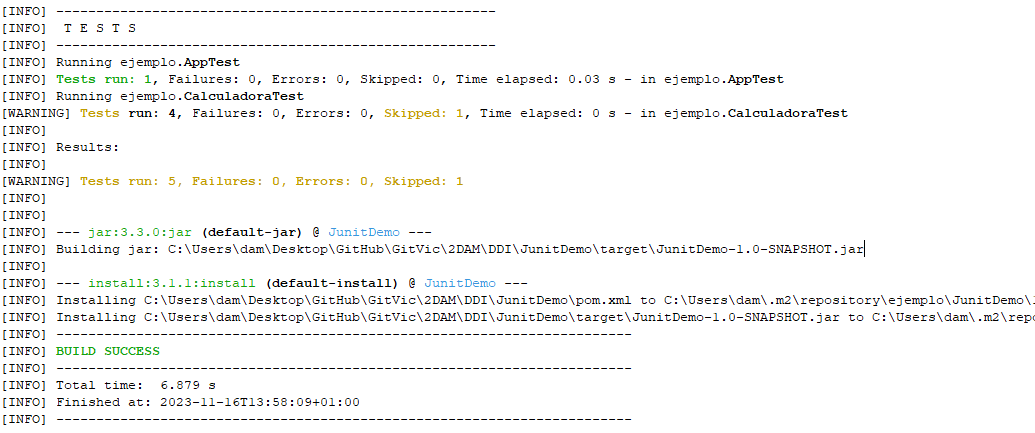 [INFO] -------------------------------------------------------
[INFO]  T E S T S
[INFO] -------------------------------------------------------
[INFO] Running ejemplo.AppTest
[INFO] Tests run: 1, Failures: 0, Errors: 0, Skipped: 0, Time elapsed: 0.03 s - in ejemplo.AppTest
[INFO] Running ejemplo.CalculadoraTest
[WARNING] Tests run: 4, Failures: 0, Errors: 0, Skipped: 1, Time elapsed: 0 s - in ejemplo.CalculadoraTest
[INFO]
[INFO] Results:
[INFO]
[WARNING] Tests run: 5, Failures: 0, Errors: 0, Skipped: 1
[INFO]
[INFO]
[INFO] --- jar:3.3.0:jar (default-jar) @ JunitDemo ---
[INFO] Building jar: C:\Users\dam\Desktop\GitHub\GitVic\2DAM\DDI\JunitDemo\target\JunitDemo-1.0-SNAPSHOT.jar
[INFO]
[INFO] --- install:3.1.1:install (default-install) @ JunitDemo ---
[INFO] Installing C:\Users\dam\Desktop\GitHub\GitVic\2DAM\DDI\JunitDemo\pom.xml to C:\Users\dam\.m2\repository\ejemplo\JunitDemo\
[INFO] Installing C:\Users\dam\Desktop\GitHub\GitVic\2DAM\DDI\JunitDemo\target\JunitDemo-1.0-SNAPSHOT.jar to C:\Users\dam\.m2\repo
[INFO] ------------------------------------------------------------------------
[INFO] BUILD SUCCESS
[INFO] ------------------------------------------------------------------------
[INFO] Total time:  6.879 s
[INFO] Finished at: 2023-11-16T13:58:09+01:00
[INFO] ------------------------------------------------------------------------